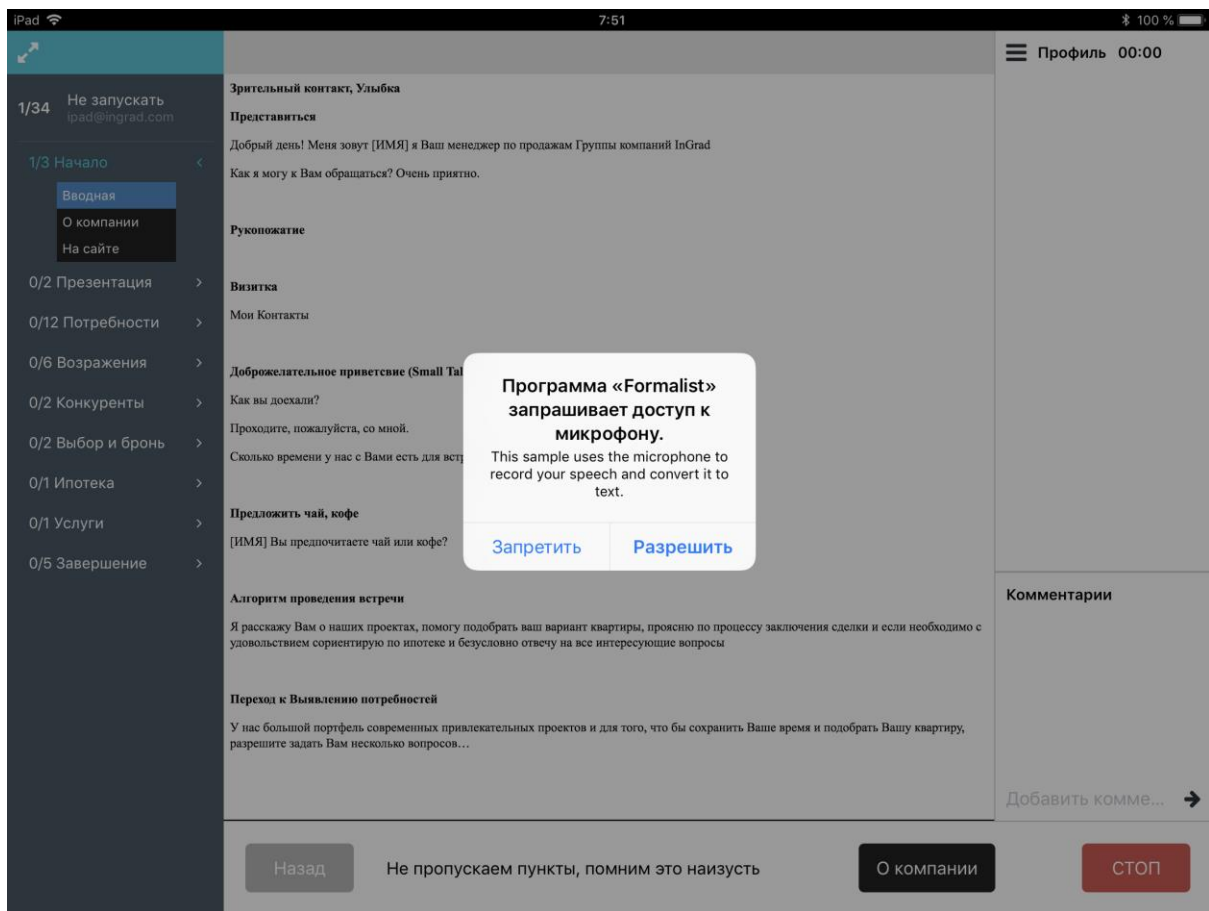 iPad 7:51 100 %
Профиль 00:00
1/34 Не запускать
ipad@ingrad.com
1/3 Начало
Вводная
О компании
На сайте
0/2 Презентация
0/12 Потребности
0/6 Возражения
0/2 Конкуренты
0/2 Выбор и бронь
0/1 Ипотека
0/1 Услуги
0/5 Завершение
Зрительный контакт, Улыбка
Представиться
Добрый день! Меня зовут [ИМЯ] я Ваш менеджер по продажам Группы компаний InGrad
Как я могу к Вам обращаться? Очень приятно.
Рукопожатие
Визитка
Мои Контакты
Доброжелательное приветсвие (Small Tal
Как вы доехали?
Проходите, пожалуйста, со мной.
Сколько времени у нас с Вами есть для
Предложить чай, кофе
[ИМЯ] Вы предпочитаете чай или кофе?
Алгоритм проведения встречи
Я расскажу Вам о наших проектах, помогу подобрать ваш вариант квартиры, проясню по процессу заключения сделки и если необходимо с
удовольствием сориентирую по ипотеке и безусловно отвечу на все интересующие вопросы
Переход к Выявлению потребностей
У нас большой портфель современных привлекательных проектов и для того, что бы сохранить Ваше время и подобрать Вашу квартиру,
разрешите задать Вам несколько вопросов…
Программа «Formalist»
запрашивает доступ к
микрофону.
This sample uses the microphone to
record your speech and convert it to
text.
Запретить Разрешить
Комментарии
Добавить комме...
Назад Не пропускаем пункты, помним это наизусть О компании СТОП